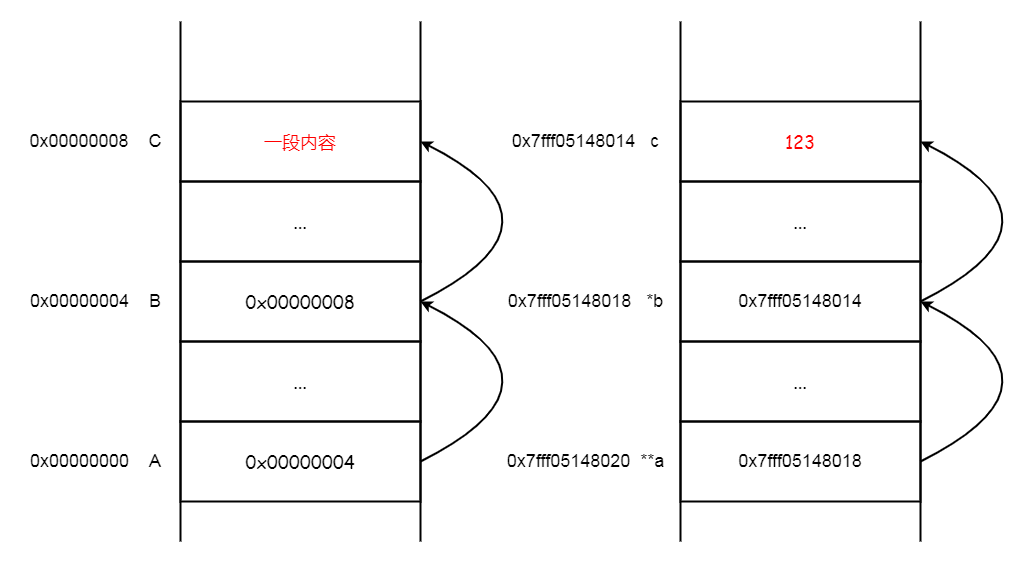 0x00000008 C 一段内容
...
0x00000004 B 0x00000008
...
0x00000000 A 0x00000004
0x7fff05148014 c 123
...
0x7fff05148018 *b 0x7fff05148014
...
0x7fff05148020 **a 0x7fff05148018